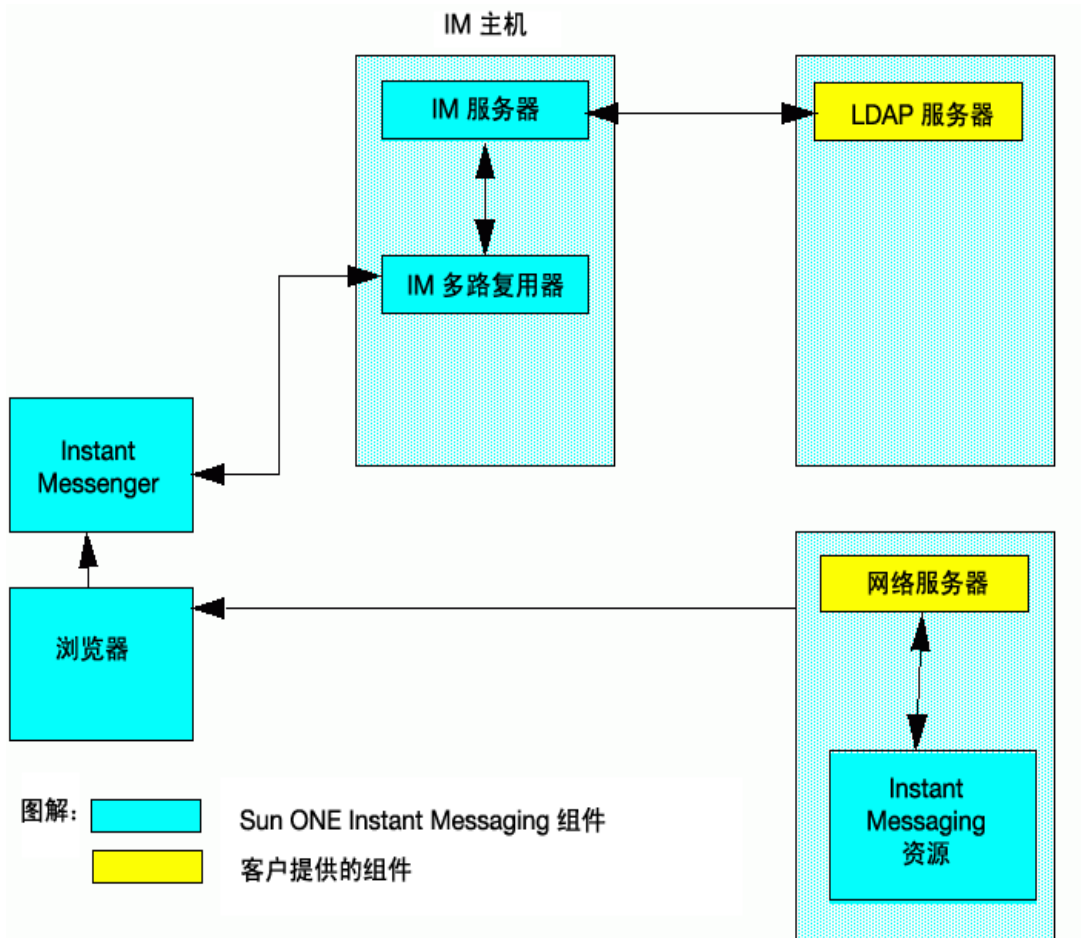 IM 主机
IM 服务器
LDAP 服务器
IM 多路复用器
Instant
Messenger
网络服务器
浏览器
Instant
Messaging
资源
图解：
Sun ONE Instant Messaging 组件
客户提供的组件